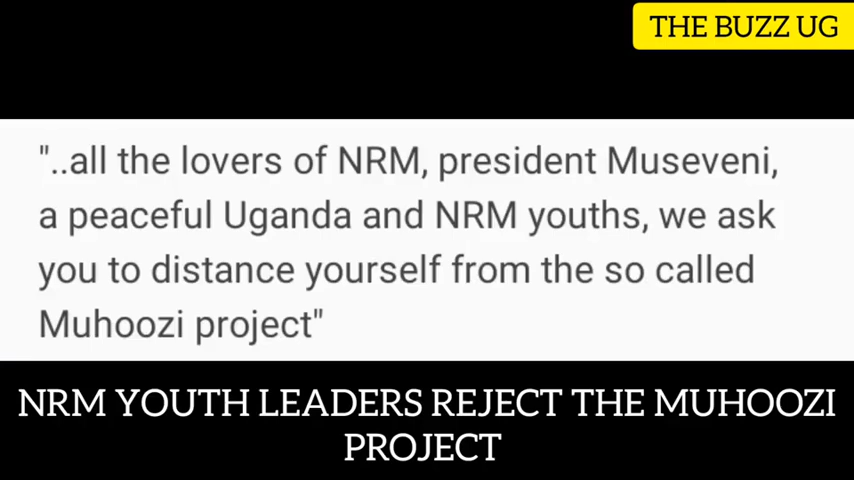 THE BUZZ UG
"..all the lovers of NRM, president Museveni,
a peaceful Uganda and NRM youths, we ask
you to distance yourself from the so called
Muhoozi project"
NRM YOUTH LEADERS REJECT THE MUHOOZI
PROJECT